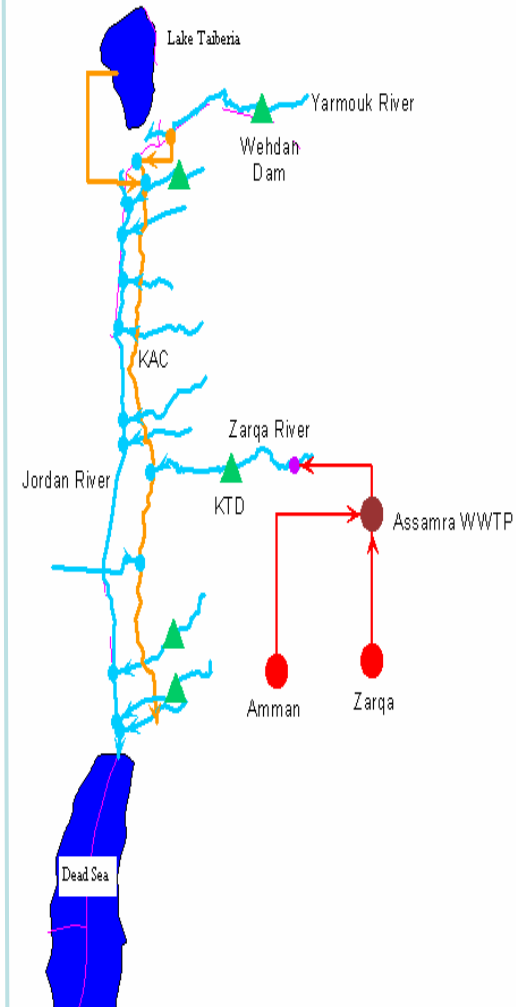 Lake Taiberia
Yarmouk River
Wehdan
Dam
KAC
Zarqa River
Jordan River
KTD
Assamra WWTP
Amman
Zarqa
Dead Sea